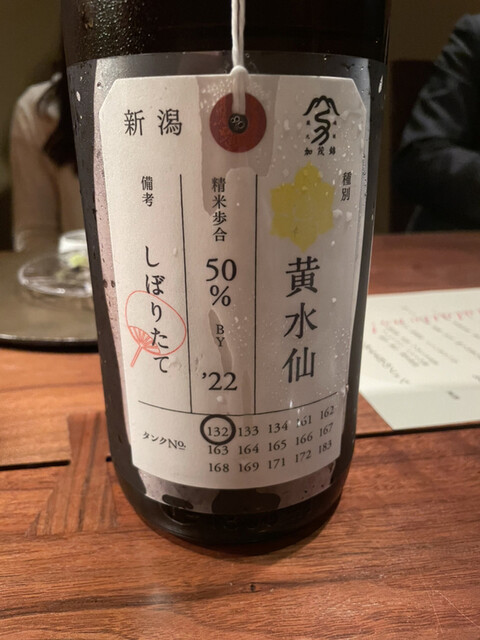 新潟
加茂錦
種別
黄水仙
精米歩合
50%
BY
'22
備考
しぼりたて
タンクNo.
132 133 134 161 162
163 164 165 166 167
168 169 171 172 183